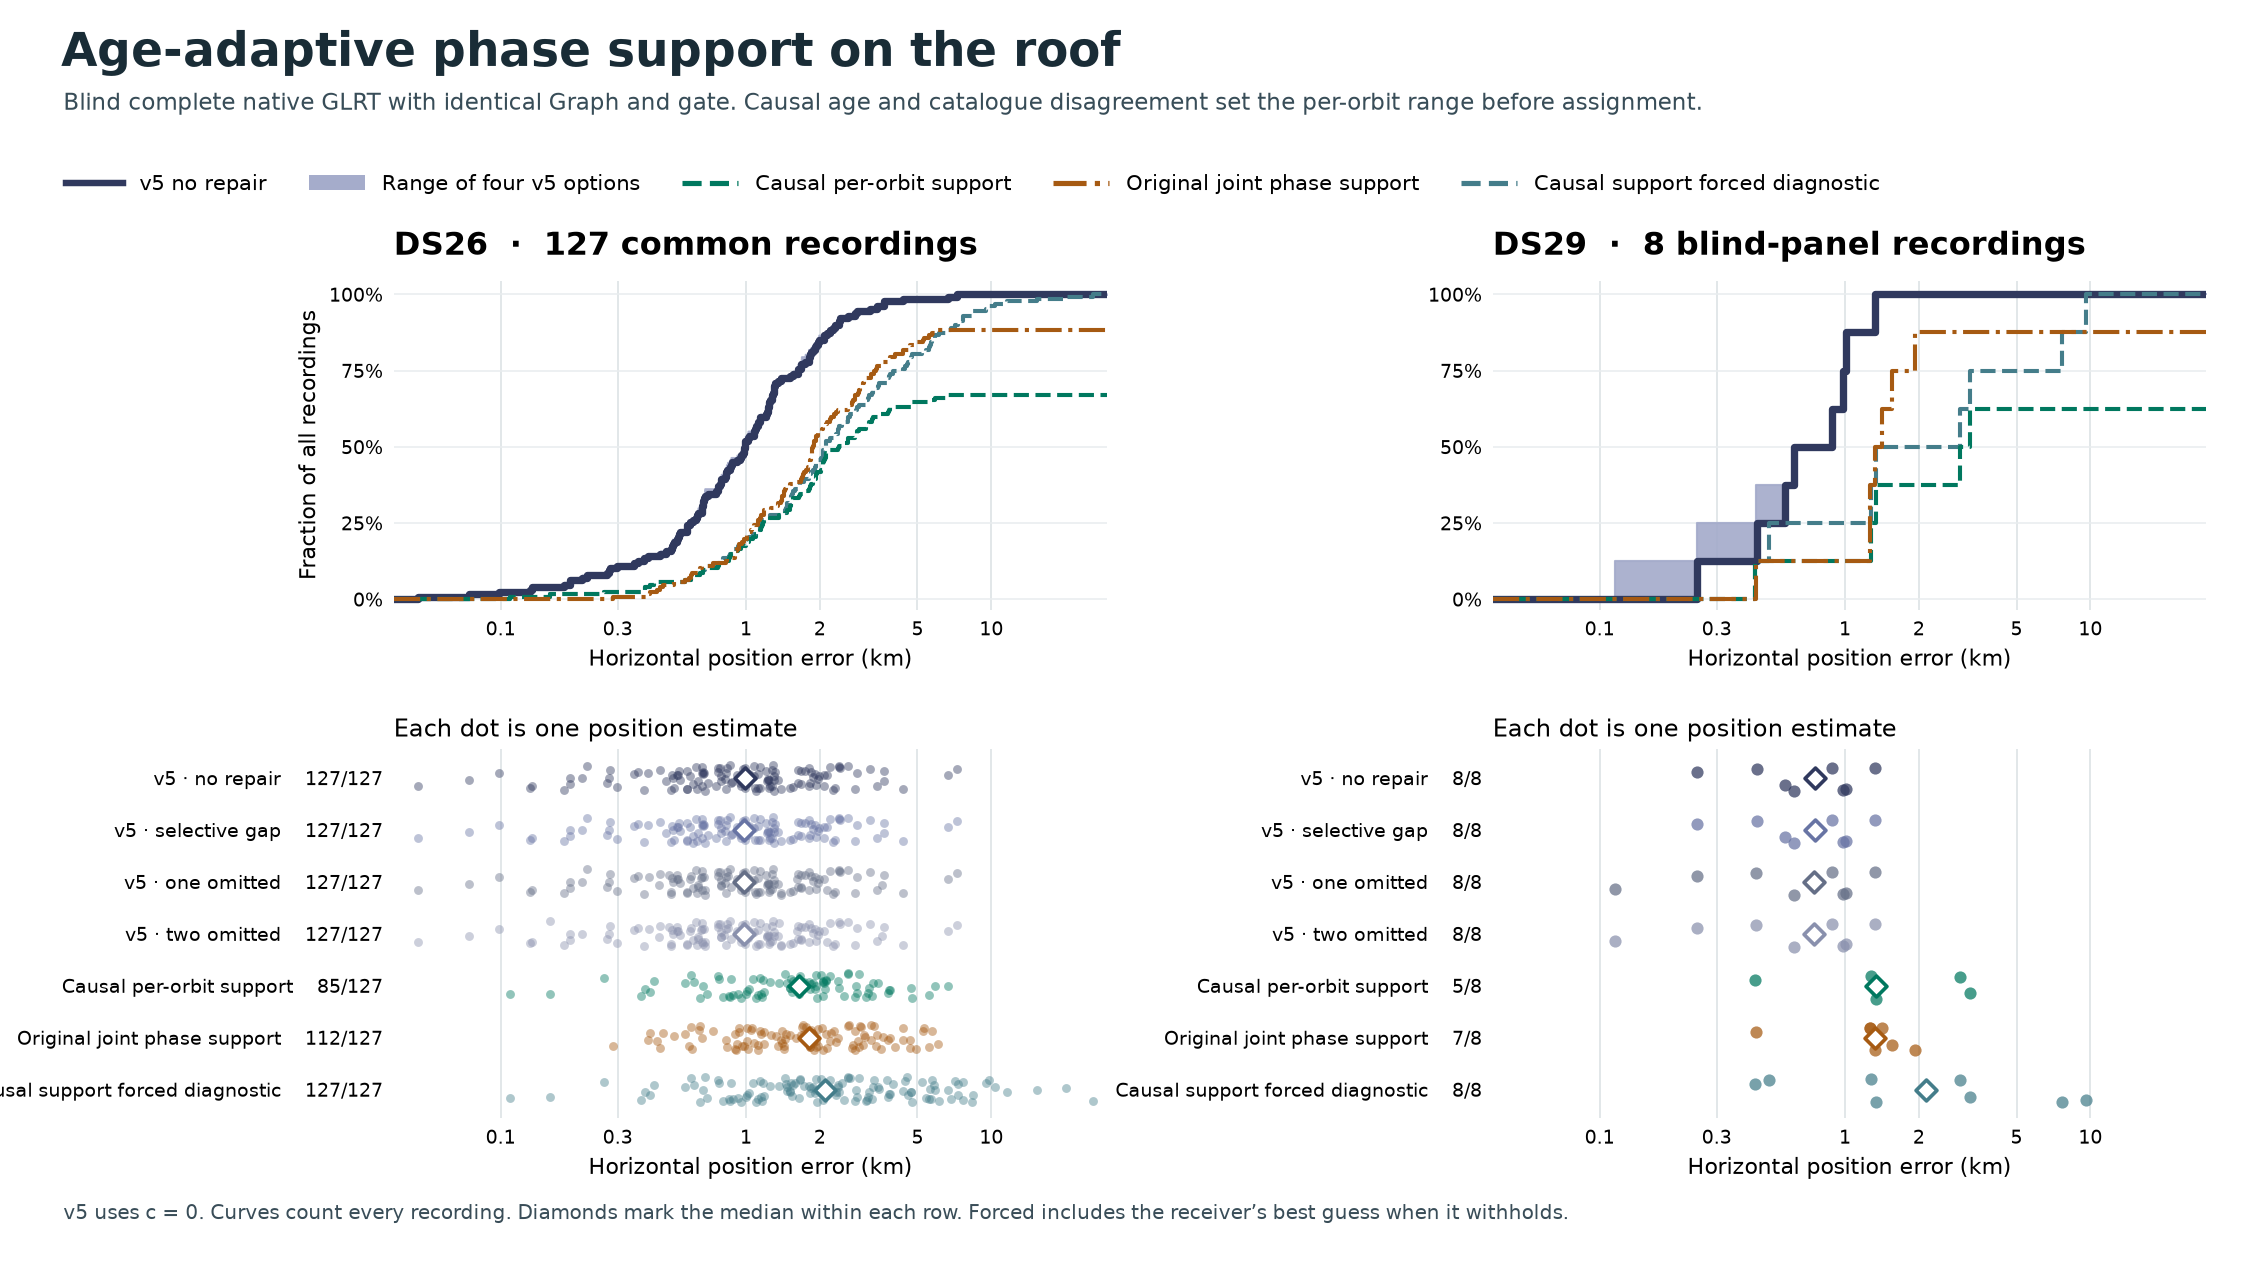 Age-adaptive phase support on the roof
Blind complete native GLRT with identical Graph and gate. Causal age and catalogue disagreement set the per-orbit range before assignment.
v5 no repair
Range of four v5 options
Causal per-orbit support
Original joint phase support
Causal support forced diagnostic
DS26 · 127 common recordings
Fraction of all recordings
100%
75%
50%
25%
0%
0.1 0.3 1 2 5 10
Horizontal position error (km)
DS29 · 8 blind-panel recordings
100%
75%
50%
25%
0%
0.1 0.3 1 2 5 10
Horizontal position error (km)
Each dot is one position estimate
v5 · no repair 127/127
v5 · selective gap 127/127
v5 · one omitted 127/127
v5 · two omitted 127/127
Causal per-orbit support 85/127
Original joint phase support 112/127
usal support forced diagnostic 127/127
0.1 0.3 1 2 5 10
Horizontal position error (km)
Each dot is one position estimate
v5 · no repair 8/8
v5 · selective gap 8/8
v5 · one omitted 8/8
v5 · two omitted 8/8
Causal per-orbit support 5/8
Original joint phase support 7/8
Causal support forced diagnostic 8/8
0.1 0.3 1 2 5 10
Horizontal position error (km)
v5 uses c = 0. Curves count every recording. Diamonds mark the median within each row. Forced includes the receiver’s best guess when it withholds.